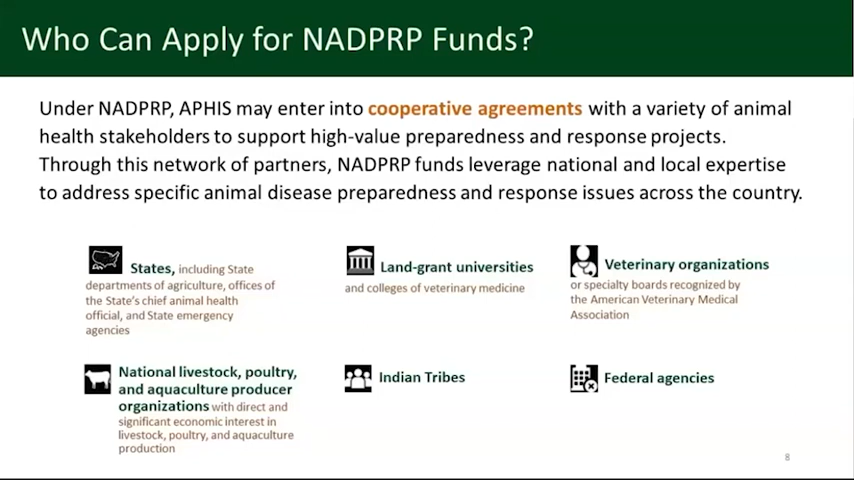 Who Can Apply for NADPRP Funds?
Under NADPRP, APHIS may enter into cooperative agreements with a variety of animal
health stakeholders to support high-value preparedness and response projects.
Through this network of partners, NADPRP funds leverage national and local expertise
to address specific animal disease preparedness and response issues across the country.
States, including State
departments of agriculture, offices of
the State's chief animal health
official, and State emergency
agencies
Land-grant universities
and colleges of veterinary medicine
Veterinary organizations
or specialty boards recognized by
the American Veterinary Medical
Association
National livestock, poultry,
and aquaculture producer
organizations with direct and
significant economic interest in
livestock, poultry, and aquaculture
production
Indian Tribes
Federal agencies
8